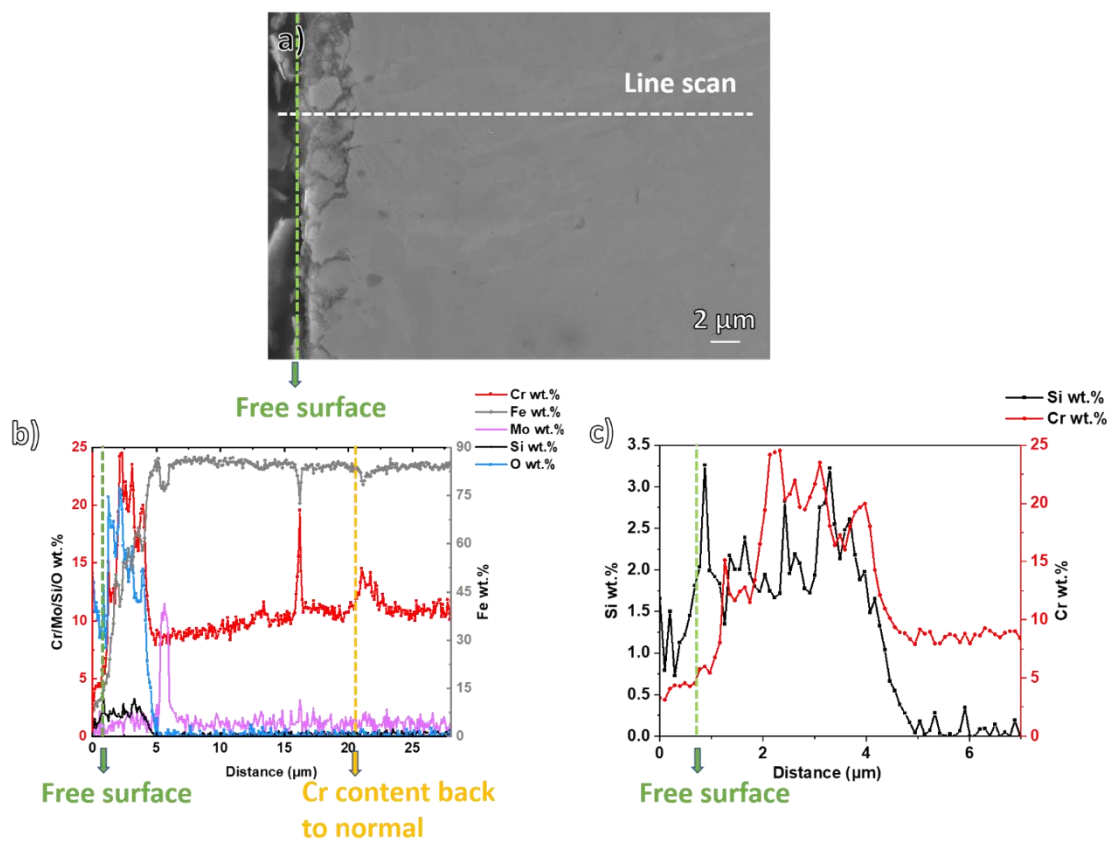 a)
Line scan
2 µm
Free surface
b)
Cr wt.%
Fe wt.%
Mo wt.%
Si wt.%
O wt.%
Cr/Mo/Si/O wt.%
25
20
15
10
5
0
90
75
60
45
30
15
0
Fe wt.%
0 5 10 15 20 25
Distance (µm)
Free surface
Cr content back
to normal
c)
Si wt.%
Cr wt.%
Si wt.%
3.5
3.0
2.5
2.0
1.5
1.0
0.5
0.0
25
20
15
10
5
0
Cr wt.%
0 2 4 6
Distance (µm)
Free surface